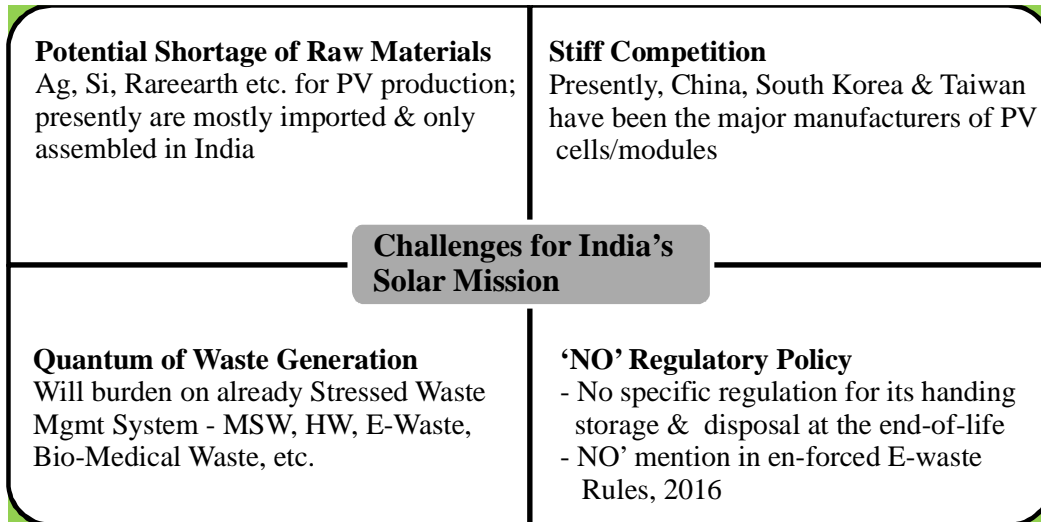 Potential Shortage of Raw Materials
Ag, Si, Rareearth etc. for PV production;
presently are mostly imported & only
assembled in India
Stiff Competition
Presently, China, South Korea & Taiwan
have been the major manufacturers of PV
cells/modules
Challenges for India’s
Solar Mission
Quantum of Waste Generation
Will burden on already Stressed Waste
Mgmt System - MSW, HW, E-Waste,
Bio-Medical Waste, etc.
‘NO’ Regulatory Policy
- No specific regulation for its handing
storage & disposal at the end-of-life
- NO’ mention in en-forced E-waste
Rules, 2016